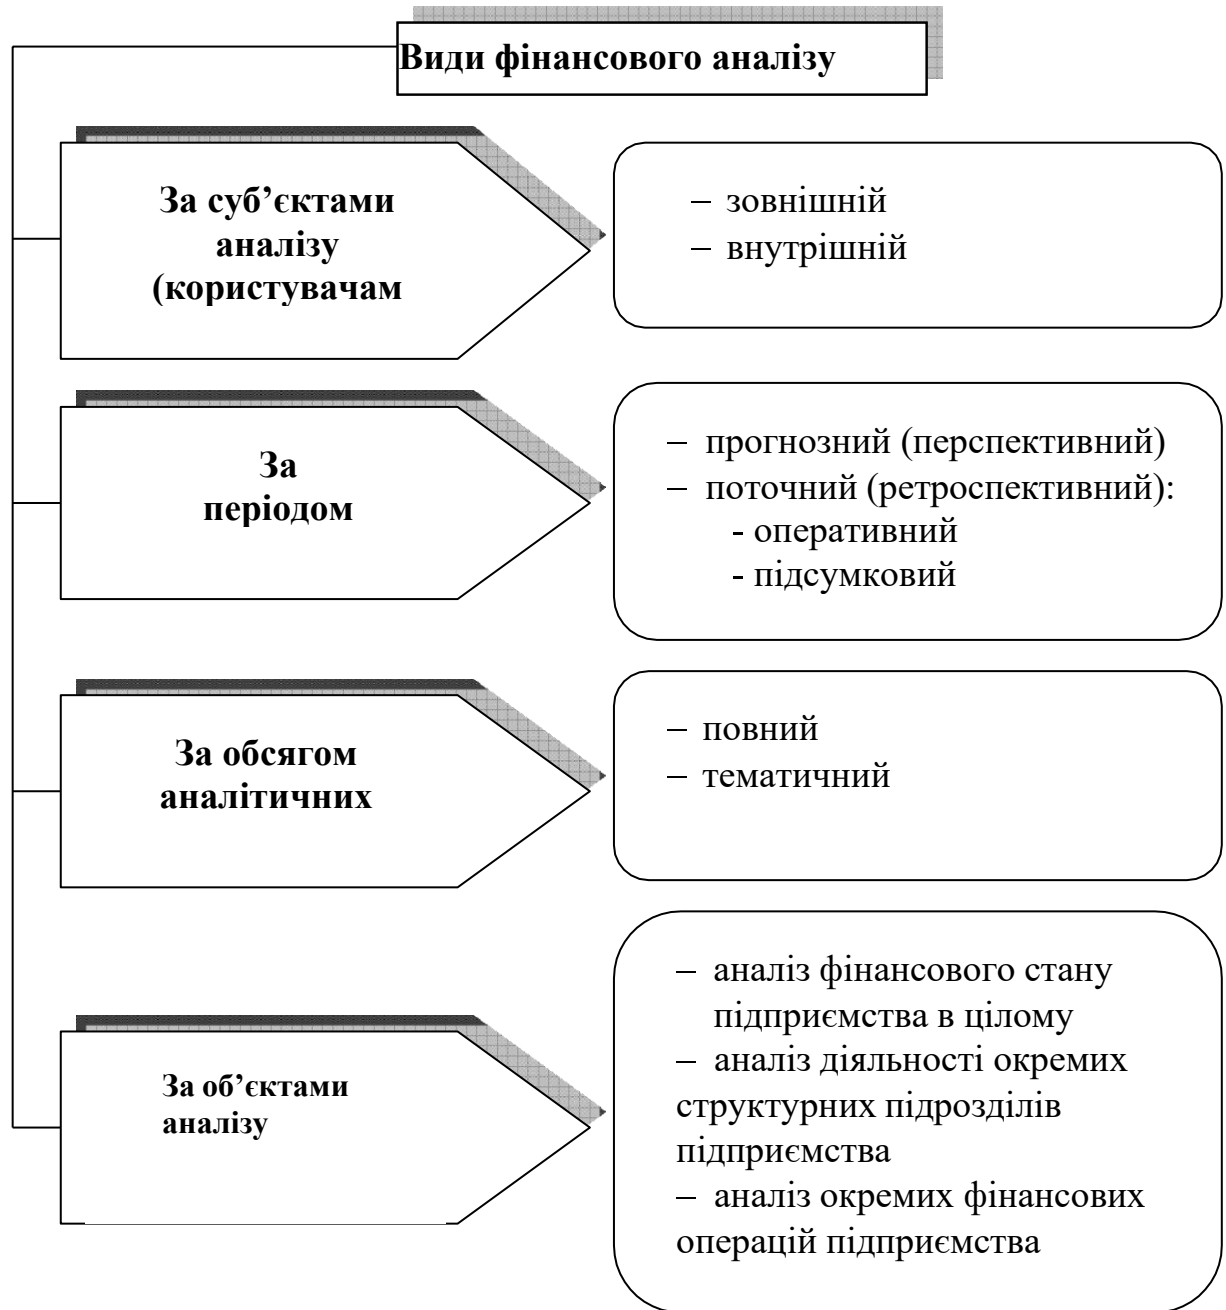 Види фінансового аналізу
За суб’єктами
аналізу
(користувачам
– зовнішній
– внутрішній
За
періодом
– прогнозний (перспективний)
– поточний (ретроспективний):
- оперативний
- підсумковий
За обсягом
аналітичних
– повний
– тематичний
За об’єктами
аналізу
– аналіз фінансового стану
підприємства в цілому
– аналіз діяльності окремих
структурних підрозділів
підприємства
– аналіз окремих фінансових
операцій підприємства